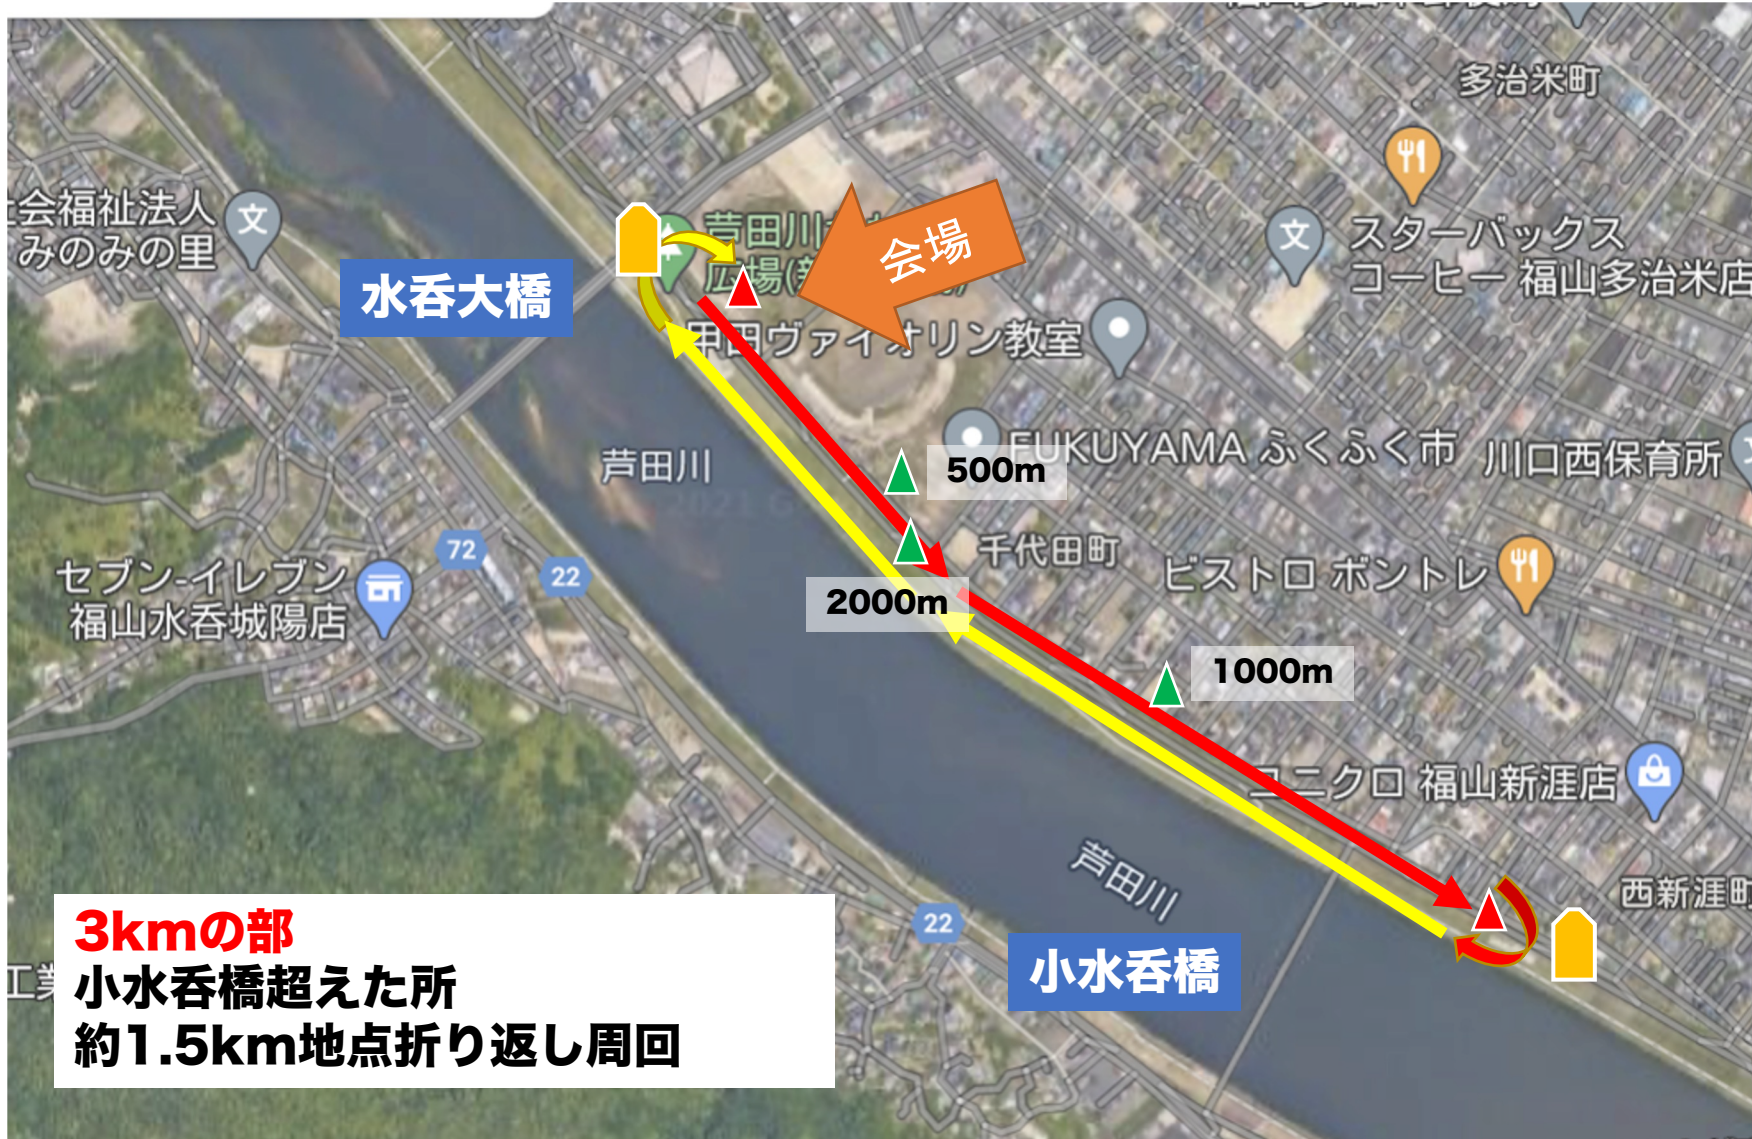 多治米町
会福祉法人
みのみの里
水呑大橋
芦田川
広場
会場
スターバックス
コーヒー 福山多治米店
甲田ヴァイオリン教室
FUKUYAMA ふくふく市
川口西保育所
500m
芦田川
72
22
千代田町
ビストロ ボントレ
セブン-イレブン
福山水呑城陽店
2000m
1000m
ユニクロ 福山新涯店
芦田川
西新涯町
22
小水呑橋
工業
3kmの部
小水呑橋超えた所
約1.5km地点折り返し周回